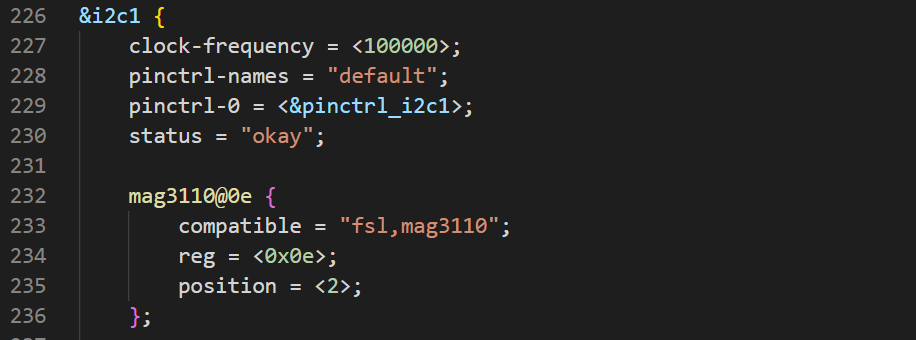 226 &i2c1 {
227     clock-frequency = <100000>;
228     pinctrl-names = "default";
229     pinctrl-0 = <&pinctrl_i2c1>;
230     status = "okay";
231
232     mag3110@0e {
233         compatible = "fsl,mag3110";
234         reg = <0x0e>;
235         position = <2>;
236     };